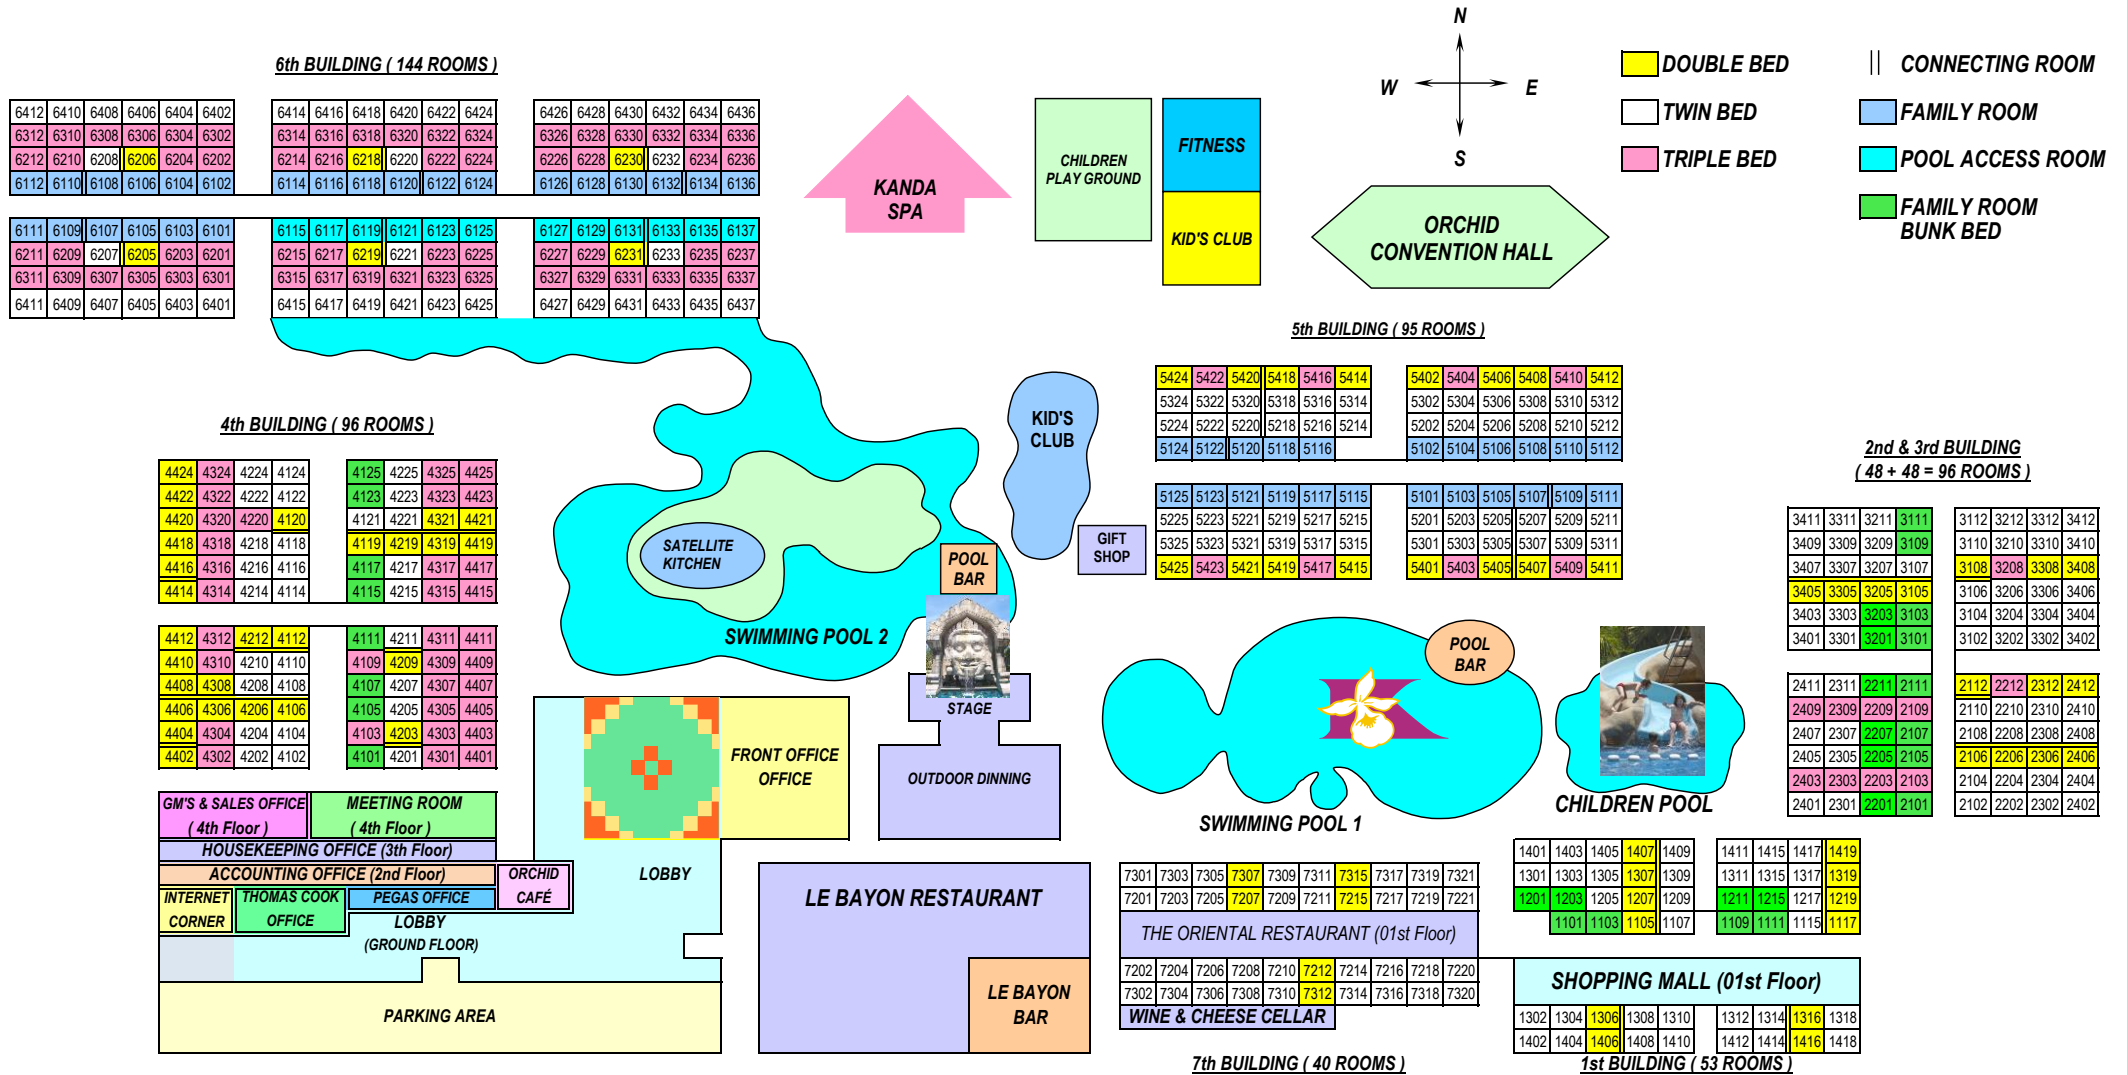 6th BUILDING ( 144 ROOMS )
6412 6410 6408 6406 6404 6402
6312 6310 6308 6306 6304 6302
6212 6210 6208 6206 6204 6202
6112 6110 6108 6106 6104 6102
6414 6416 6418 6420 6422 6424
6314 6316 6318 6320 6322 6324
6214 6216 6218 6220 6222 6224
6114 6116 6118 6120 6122 6124
6426 6428 6430 6432 6434 6436
6326 6328 6330 6332 6334 6336
6226 6228 6230 6232 6234 6236
6126 6128 6130 6132 6134 6136
6111 6109 6107 6105 6103 6101
6211 6209 6207 6205 6203 6201
6311 6309 6307 6305 6303 6301
6411 6409 6407 6405 6403 6401
6115 6117 6119 6121 6123 6125
6215 6217 6219 6221 6223 6225
6315 6317 6319 6321 6323 6325
6415 6417 6419 6421 6423 6425
6127 6129 6131 6133 6135 6137
6227 6229 6231 6233 6235 6237
6327 6329 6331 6333 6335 6337
6427 6429 6431 6433 6435 6437
KANDA
SPA
CHILDREN
PLAY GROUND
FITNESS
KID'S CLUB
N
W
E
S
ORCHID
CONVENTION HALL
DOUBLE BED
TWIN BED
TRIPLE BED
CONNECTING ROOM
FAMILY ROOM
POOL ACCESS ROOM
FAMILY ROOM
BUNK BED
5th BUILDING ( 95 ROOMS )
5424 5422 5420 5418 5416 5414
5324 5322 5320 5318 5316 5314
5224 5222 5220 5218 5216 5214
5124 5122 5120 5118 5116
5402 5404 5406 5408 5410 5412
5302 5304 5306 5308 5310 5312
5202 5204 5206 5208 5210 5212
5102 5104 5106 5108 5110 5112
5125 5123 5121 5119 5117 5115
5225 5223 5221 5219 5217 5215
5325 5323 5321 5319 5317 5315
5425 5423 5421 5419 5417 5415
5101 5103 5105 5107 5109 5111
5201 5203 5205 5207 5209 5211
5301 5303 5305 5307 5309 5311
5401 5403 5405 5407 5409 5411
KID'S
CLUB
GIFT
SHOP
4th BUILDING ( 96 ROOMS )
4424 4324 4224 4124
4422 4322 4222 4122
4420 4320 4220 4120
4418 4318 4218 4118
4416 4316 4216 4116
4414 4314 4214 4114
4125 4225 4325 4425
4123 4223 4323 4423
4121 4221 4321 4421
4119 4219 4319 4419
4117 4217 4317 4417
4115 4215 4315 4415
4412 4312 4212 4112
4410 4310 4210 4110
4408 4308 4208 4108
4406 4306 4206 4106
4404 4304 4204 4104
4402 4302 4202 4102
4111 4211 4311 4411
4109 4209 4309 4409
4107 4207 4307 4407
4105 4205 4305 4405
4103 4203 4303 4403
4101 4201 4301 4401
SATELLITE
KITCHEN
POOL
BAR
SWIMMING POOL 2
STAGE
OUTDOOR DINNING
2nd & 3rd BUILDING
( 48 + 48 = 96 ROOMS )
3411 3311 3211 3111
3409 3309 3209 3109
3407 3307 3207 3107
3405 3305 3205 3105
3403 3303 3203 3103
3401 3301 3201 3101
3112 3212 3312 3412
3110 3210 3310 3410
3108 3208 3308 3408
3106 3206 3306 3406
3104 3204 3304 3404
3102 3202 3302 3402
2411 2311 2211 2111
2409 2309 2209 2109
2407 2307 2207 2107
2405 2305 2205 2105
2403 2303 2203 2103
2401 2301 2201 2101
2112 2212 2312 2412
2110 2210 2310 2410
2108 2208 2308 2408
2106 2206 2306 2406
2104 2204 2304 2404
2102 2202 2302 2402
POOL
BAR
SWIMMING POOL 1
CHILDREN POOL
FRONT OFFICE
OFFICE
LOBBY
GM'S & SALES OFFICE
( 4th Floor )
MEETING ROOM
( 4th Floor )
HOUSEKEEPING OFFICE (3th Floor)
ACCOUNTING OFFICE (2nd Floor)
ORCHID
CAFÉ
INTERNET
CORNER
THOMAS COOK
OFFICE
PEGAS OFFICE
LOBBY
(GROUND FLOOR)
PARKING AREA
LE BAYON RESTAURANT
LE BAYON
BAR
7301 7303 7305 7307 7309 7311 7315 7317 7319 7321
7201 7203 7205 7207 7209 7211 7215 7217 7219 7221
THE ORIENTAL RESTAURANT (01st Floor)
7202 7204 7206 7208 7210 7212 7214 7216 7218 7220
7302 7304 7306 7308 7310 7312 7314 7316 7318 7320
WINE & CHEESE CELLAR
7th BUILDING ( 40 ROOMS )
1401 1403 1405 1407 1409
1301 1303 1305 1307 1309
1201 1203 1205 1207 1209
1101 1103 1105 1107
1411 1415 1417 1419
1311 1315 1317 1319
1211 1215 1217 1219
1109 1111 1115 1117
SHOPPING MALL (01st Floor)
1302 1304 1306 1308 1310
1402 1404 1406 1408 1410
1312 1314 1316 1318
1412 1414 1416 1418
1st BUILDING ( 53 ROOMS )